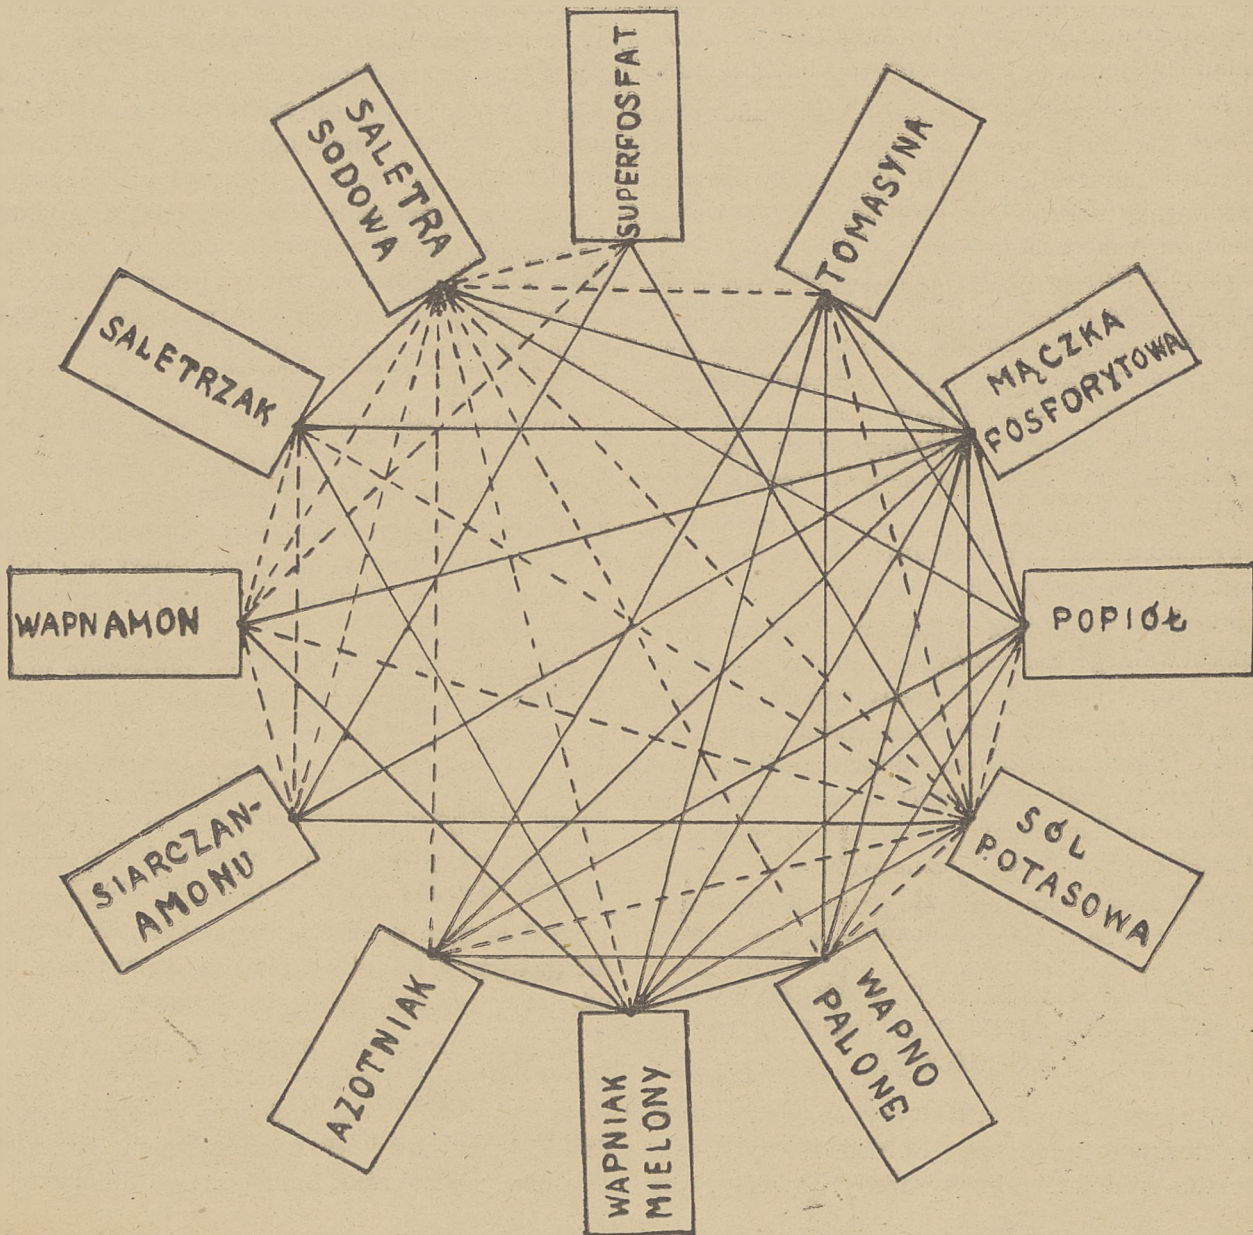 SUPERFOSFAT
TOMASYNA
MĄCZKA
FOSFORYTOWA
POPIÓŁ
SÓL
POTASOWA
WAPNO
PALONE
WAPNIAK
MIELONY
AZOTNIAK
SIARCZAN-
AMONU
WAPNAMON
SALETRZAK
SALETRA
SODOWA